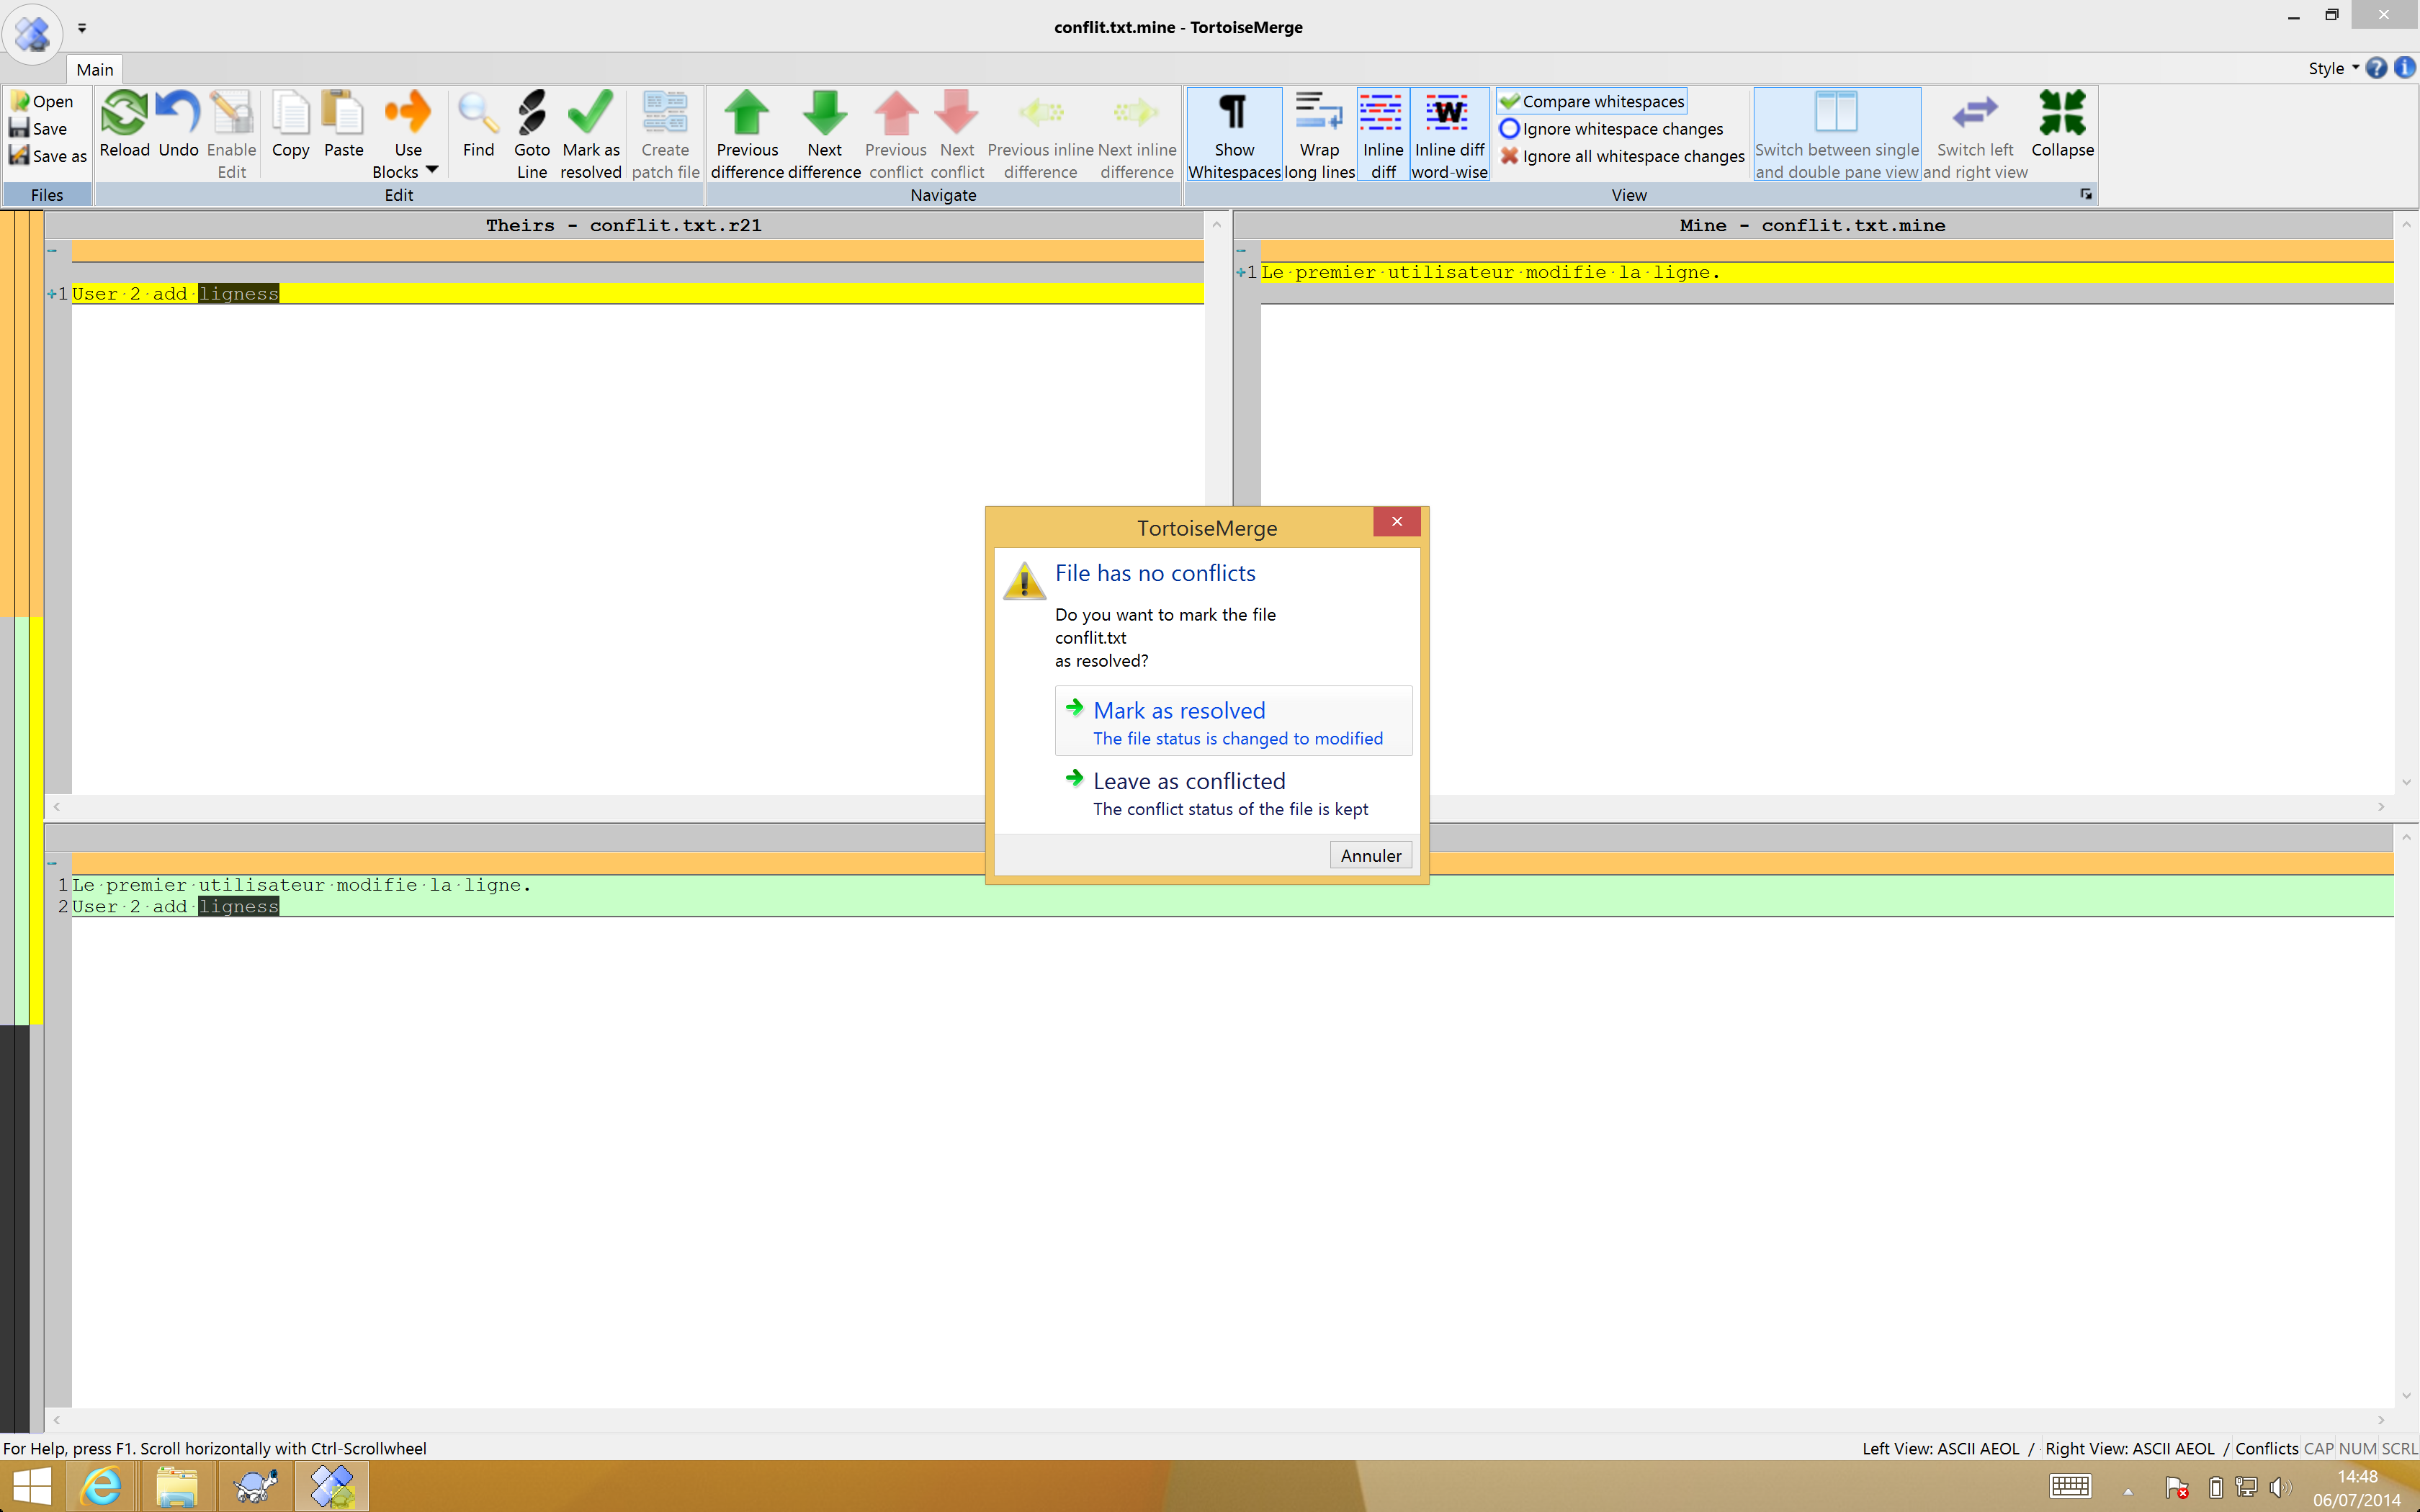 conflit.txt.mine - TortoiseMerge
Main
Style
Open
Save
Save as
Files
Reload
Undo
Enable
Edit
Copy
Paste
Use
Blocks
Find
Goto
Line
Mark as
resolved
Create
patch file
Edit
Previous
difference
Next
difference
Previous
conflict
Next
conflict
Previous inline
difference
Next inline
difference
Navigate
Show
Whitespaces
Wrap
long lines
Inline
diff
W
Inline diff
word-wise
Compare whitespaces
Ignore whitespace changes
Ignore all whitespace changes
Switch between single
and double pane view
Switch left
and right view
Collapse
View
Theirs - conflit.txt.r21
1 User·2·add·ligness
Mine - conflit.txt.mine
1 Le·premier·utilisateur·modifie·la·ligne.
TortoiseMerge
File has no conflicts
Do you want to mark the file
conflit.txt
as resolved?
Mark as resolved
The file status is changed to modified
Leave as conflicted
The conflict status of the file is kept
Annuler
1 Le·premier·utilisateur·modifie·la·ligne.
2 User·2·add·ligness
For Help, press F1. Scroll horizontally with Ctrl-Scrollwheel
Left View: ASCII AEOL / - Right View: ASCII AEOL / Conflicts CAP NUM SCRL
14:48
06/07/2014